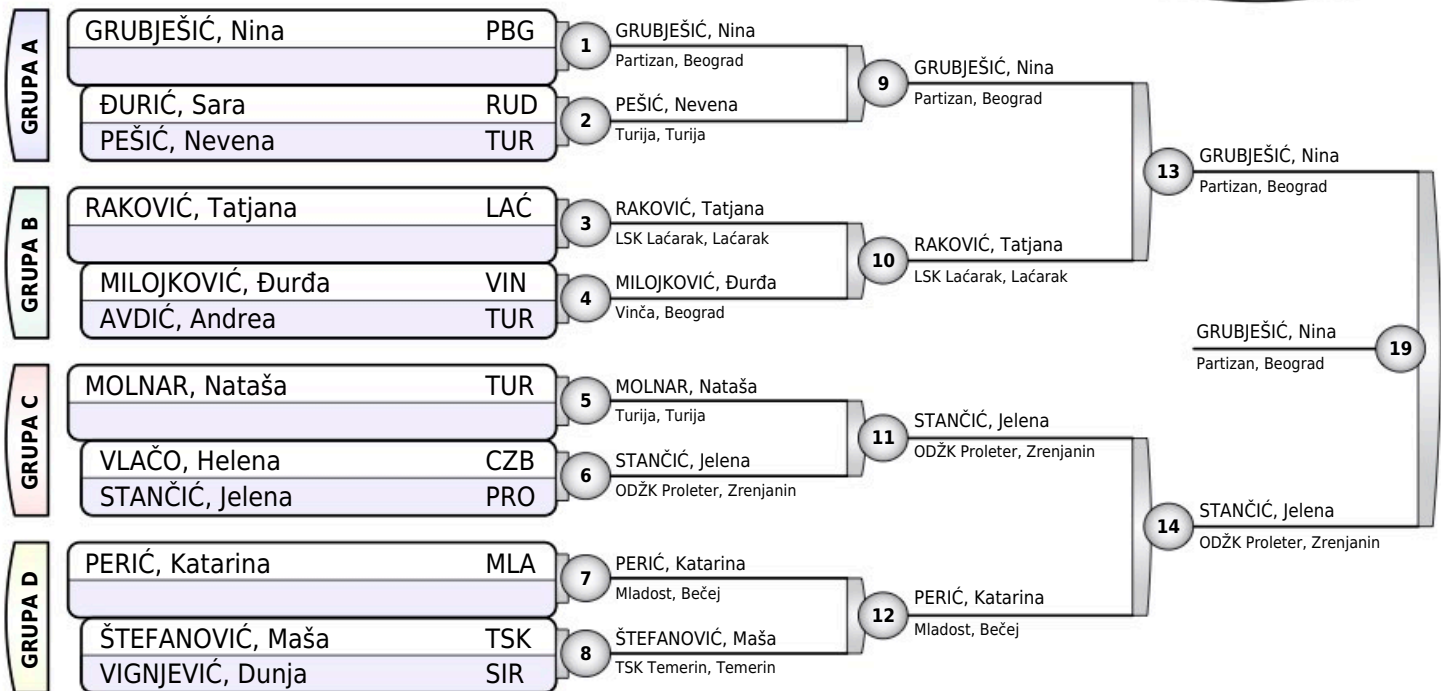 GRUPA A
GRUBJEŠIĆ, Nina PBG
ĐURIĆ, Sara RUD
PEŠIĆ, Nevena TUR
GRUPA B
RAKOVIĆ, Tatjana LAĆ
MILOJKOVIĆ, Đurđa VIN
AVDIĆ, Andrea TUR
GRUPA C
MOLNAR, Nataša TUR
VLAČO, Helena CZB
STANČIĆ, Jelena PRO
GRUPA D
PERIĆ, Katarina MLA
ŠTEFANOVIĆ, Maša TSK
VIGNJEVIĆ, Dunja SIR
1
GRUBJEŠIĆ, Nina
Partizan, Beograd
2
PEŠIĆ, Nevena
Turija, Turija
3
RAKOVIĆ, Tatjana
LSK Laćarak, Laćarak
4
MILOJKOVIĆ, Đurđa
Vinča, Beograd
5
MOLNAR, Nataša
Turija, Turija
6
STANČIĆ, Jelena
ODŽK Proleter, Zrenjanin
7
PERIĆ, Katarina
Mladost, Bečej
8
ŠTEFANOVIĆ, Maša
TSK Temerin, Temerin
9
GRUBJEŠIĆ, Nina
Partizan, Beograd
10
RAKOVIĆ, Tatjana
LSK Laćarak, Laćarak
11
STANČIĆ, Jelena
ODŽK Proleter, Zrenjanin
12
PERIĆ, Katarina
Mladost, Bečej
13
GRUBJEŠIĆ, Nina
Partizan, Beograd
14
STANČIĆ, Jelena
ODŽK Proleter, Zrenjanin
GRUBJEŠIĆ, Nina
Partizan, Beograd
19